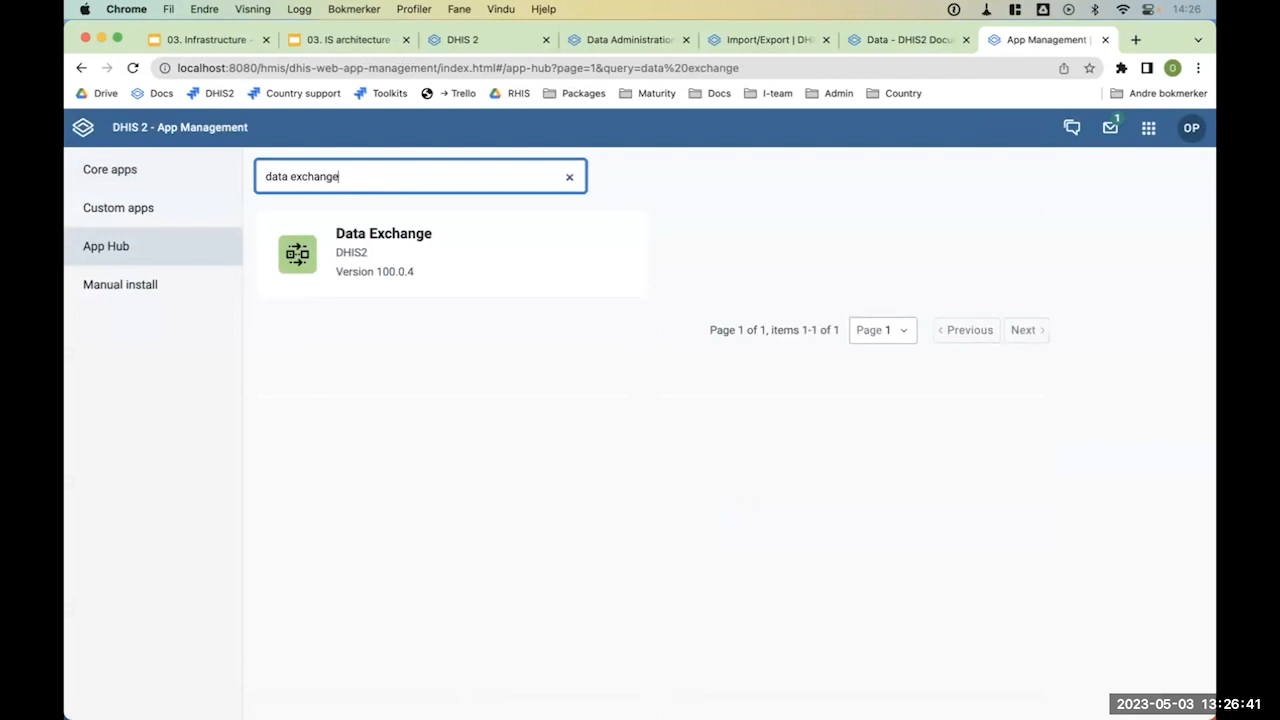 Chrome Fil Endre Visning Logg Bokmerker Profiler Fane Vindu Hjelp 14:26
03. Infrastructure - 03. IS architecture DHIS 2 Data Administration Import/Export | DHI Data - DHIS2 Docu App Management |
localhost:8080/hmis/dhis-web-app-management/index.html#/app-hub?page=1&query=data%20exchange O
Drive Docs DHIS2 Country support Toolkits → Trello RHIS Packages Maturity Docs I-team Admin Country Andre bokmerker
DHIS 2 - App Management 1 OP
Core apps
Custom apps
App Hub
Manual install
data exchange
Data Exchange
DHIS2
Version 100.0.4
Page 1 of 1, items 1-1 of 1 Page 1 Previous Next
2023-05-03 13:26:41